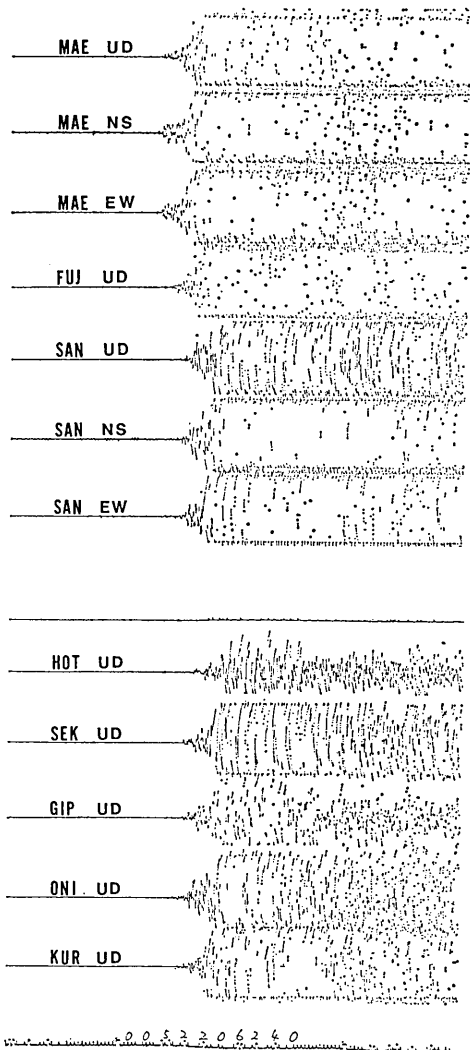 MAE UD
MAE NS
MAE EW
FUJ UD
SAN UD
SAN NS
SAN EW
HOT UD
SEK UD
GIP UD
ONI. UD
KUR UD
0 0 5 2 2 0 6 2 4 0